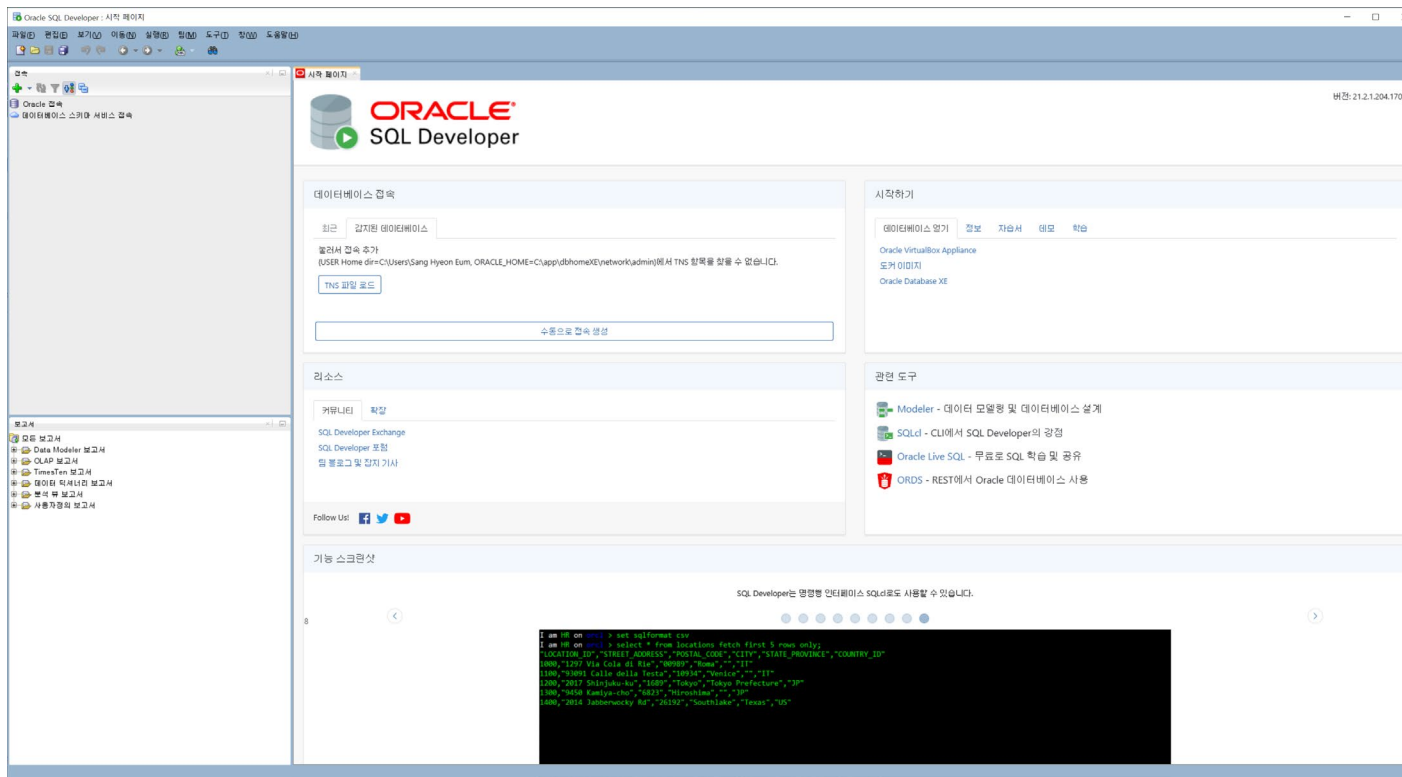 Oracle SQL Developer : 시작 페이지
파일(F) 편집(E) 보기(V) 이동(N) 실행(R) 팀(M) 도구(T) 창(W) 도움말(H)
접속
Oracle 접속
데이터베이스 스키마 서비스 접속
보고서
모든 보고서
Data Modeler 보고서
OLAP 보고서
TimesTen 보고서
데이터 딕셔너리 보고서
분석 뷰 보고서
사용자정의 보고서
시작 페이지
ORACLE
SQL Developer
버전: 21.2.1.204.170
데이터베이스 접속
최근 감지된 데이터베이스
눌러서 접속 추가
(USER Home dir=C:\Users\Sang Hyeon Eum, ORACLE_HOME=C:\app\dbhomeXE\network\admin)에서 TNS 항목을 찾을 수 없습니다.
TNS 파일 로드
수동으로 접속 생성
시작하기
데이터베이스 얻기 정보 자습서 데모 학습
Oracle VirtualBox Appliance
도커 이미지
Oracle Database XE
리소스
커뮤니티 확장
SQL Developer Exchange
SQL Developer 포럼
팀 블로그 및 잡지 기사
Follow Us!
관련 도구
Modeler - 데이터 모델링 및 데이터베이스 설계
SQLcl - CLI에서 SQL Developer의 강점
Oracle Live SQL - 무료로 SQL 학습 및 공유
ORDS - REST에서 Oracle 데이터베이스 사용
기능 스크린샷
SQL Developer는 명령행 인터페이스 SQLcl로도 사용할 수 있습니다.
8
I am HR on orcl > set sqlformat csv
I am HR on orcl > select * from locations fetch first 5 rows only;
"LOCATION_ID","STREET_ADDRESS","POSTAL_CODE","CITY","STATE_PROVINCE","COUNTRY_ID"
1000,"1297 Via Cola di Rie","00989","Roma","","IT"
1100,"93091 Calle della Testa","10934","Venice","","IT"
1200,"2017 Shinjuku-ku","1689","Tokyo","Tokyo Prefecture","JP"
1300,"9450 Kamiya-cho","6823","Hiroshima","","JP"
1400,"2014 Jabberwocky Rd","26192","Southlake","Texas","US"